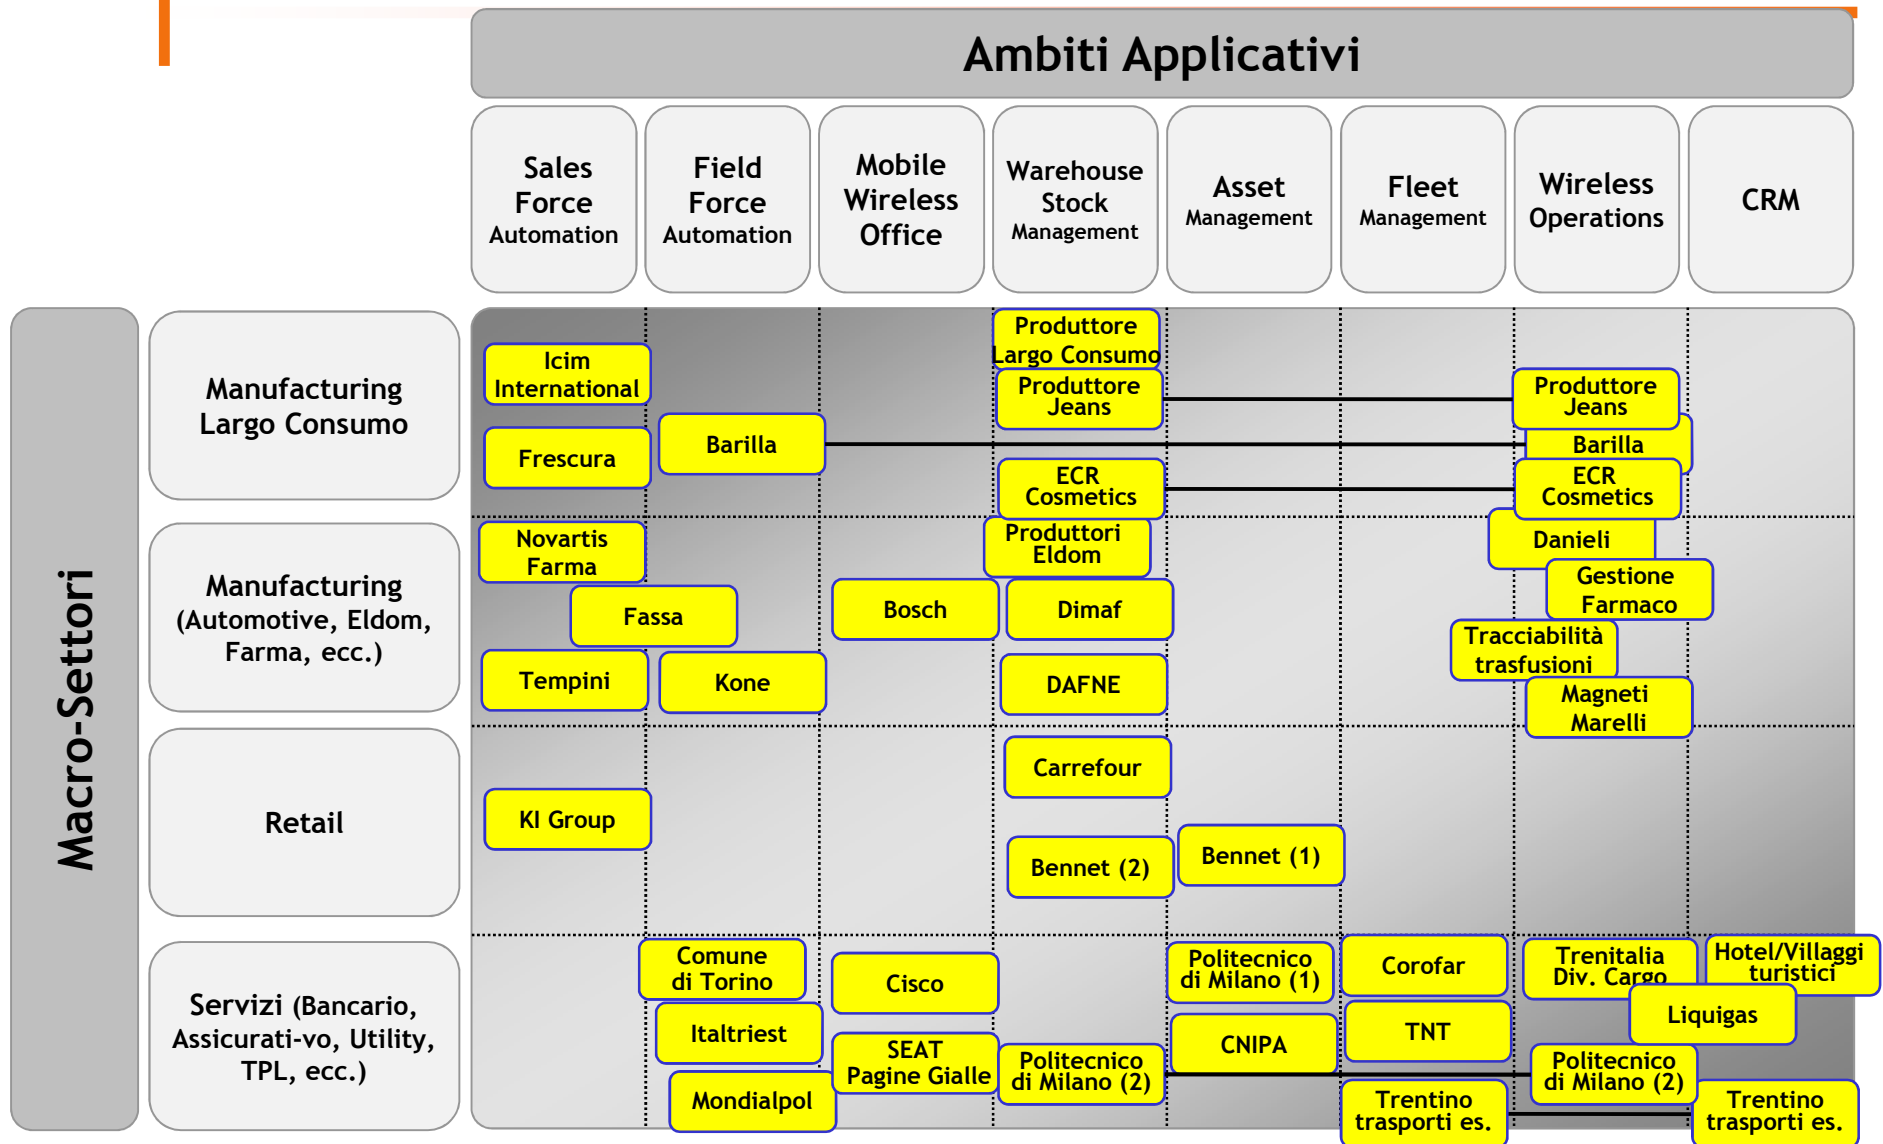 Ambiti Applicativi
Sales
Force
Automation
Field
Force
Automation
Mobile
Wireless
Office
Warehouse
Stock
Management
Asset
Management
Fleet
Management
Wireless
Operations
CRM
Macro-Settori
Manufacturing
Largo Consumo
Icim
International
Frescura
Barilla
Produttore
Largo Consumo
Produttore
Jeans
ECR
Cosmetics
Produttore
Jeans
Barilla
ECR
Cosmetics
Manufacturing
(Automotive, Eldom,
Farma, ecc.)
Novartis
Farma
Fassa
Tempini
Kone
Bosch
Produttori
Eldom
Dimaf
DAFNE
Danieli
Gestione
Farmaco
Tracciabilità
trasfusioni
Magneti
Marelli
Retail
KI Group
Carrefour
Bennet (2)
Bennet (1)
Servizi (Bancario,
Assicurati-vo, Utility,
TPL, ecc.)
Comune
di Torino
Italtriest
Mondialpol
Cisco
SEAT
Pagine Gialle
Politecnico
di Milano (2)
Politecnico
di Milano (1)
CNIPA
Corofar
TNT
Trentino
trasporti es.
Trenitalia
Div. Cargo
Hotel/Villaggi
turistici
Liquigas
Politecnico
di Milano (2)
Trentino
trasporti es.